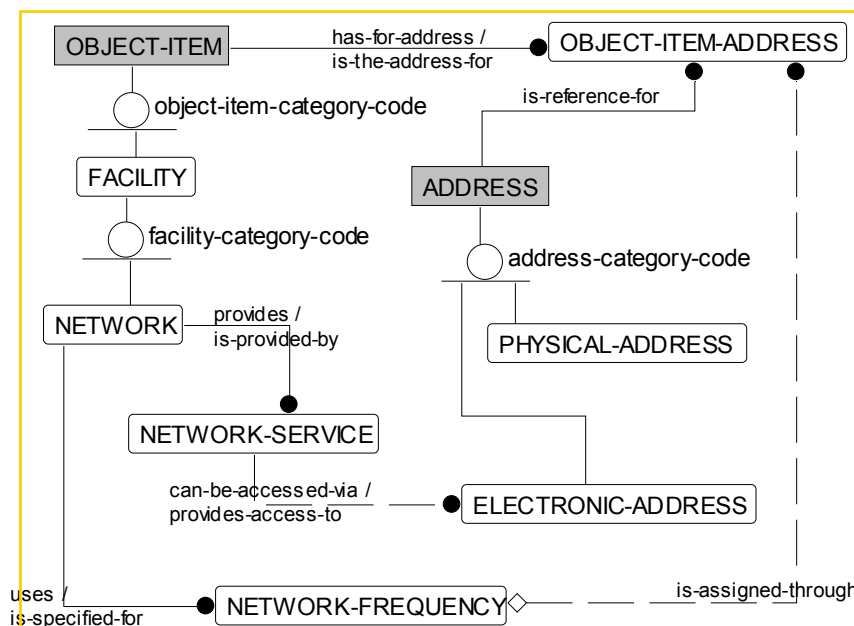 OBJECT-ITEM
has-for-address /
is-the-address-for
OBJECT-ITEM-ADDRESS
is-reference-for
object-item-category-code
FACILITY
ADDRESS
facility-category-code
address-category-code
NETWORK
provides /
is-provided-by
PHYSICAL-ADDRESS
NETWORK-SERVICE
can-be-accessed-via /
provides-access-to
ELECTRONIC-ADDRESS
uses /
is-specified-for
NETWORK-FREQUENCY
is-assigned-through